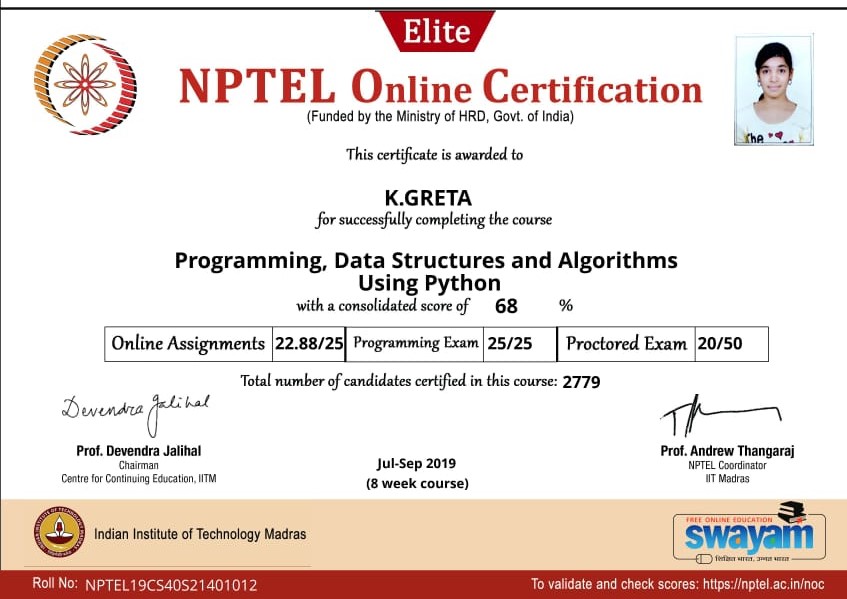 Elite
NPTEL Online Certification
(Funded by the Ministry of HRD, Govt. of India)
This certificate is awarded to
K.GRETA
for successfully completing the course
Programming, Data Structures and Algorithms
Using Python
with a consolidated score of 68 %
Online Assignments 22.88/25 Programming Exam 25/25 Proctored Exam 20/50
Total number of candidates certified in this course: 2779
Devendra Jalihal
Prof. Devendra Jalihal
Chairman
Centre for Continuing Education, IITM
Jul-Sep 2019
(8 week course)
Prof. Andrew Thangaraj
NPTEL Coordinator
IIT Madras
Indian Institute of Technology Madras
FREE ONLINE EDUCATION
swayam
शिक्षित भारत, उन्नत भारत
Roll No: NPTEL19CS40S21401012
To validate and check scores: https://nptel.ac.in/noc